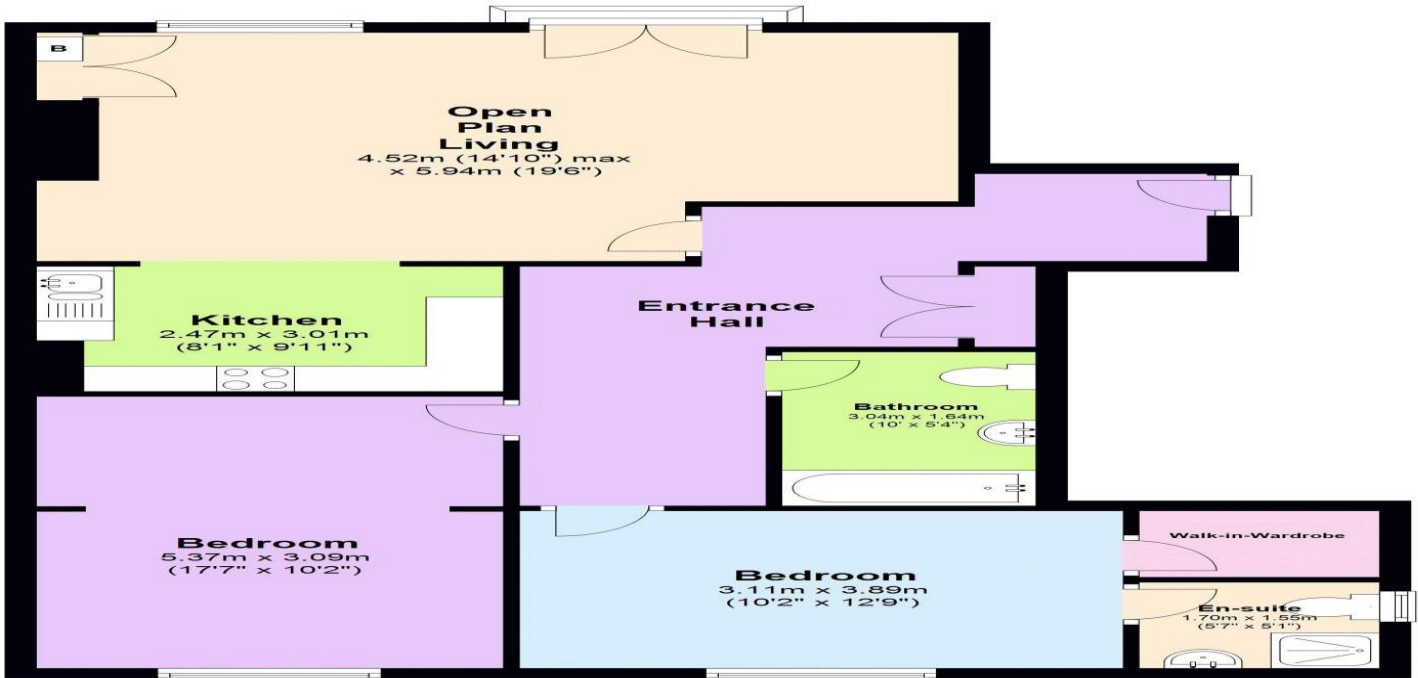 B
Open
Plan
Living
4.52m (14'10") max
x 5.94m (19'6")
Kitchen
2.47m x 3.01m
(8'1" x 9'11")
Entrance
Hall
Bathroom
3.04m x 1.64m
(10' x 5'4")
Bedroom
5.37m x 3.09m
(17'7" x 10'2")
Bedroom
3.11m x 3.89m
(10'2" x 12'9")
Walk-in-Wardrobe
En-suite
1.70m x 1.55m
(5'7" x 5'1")